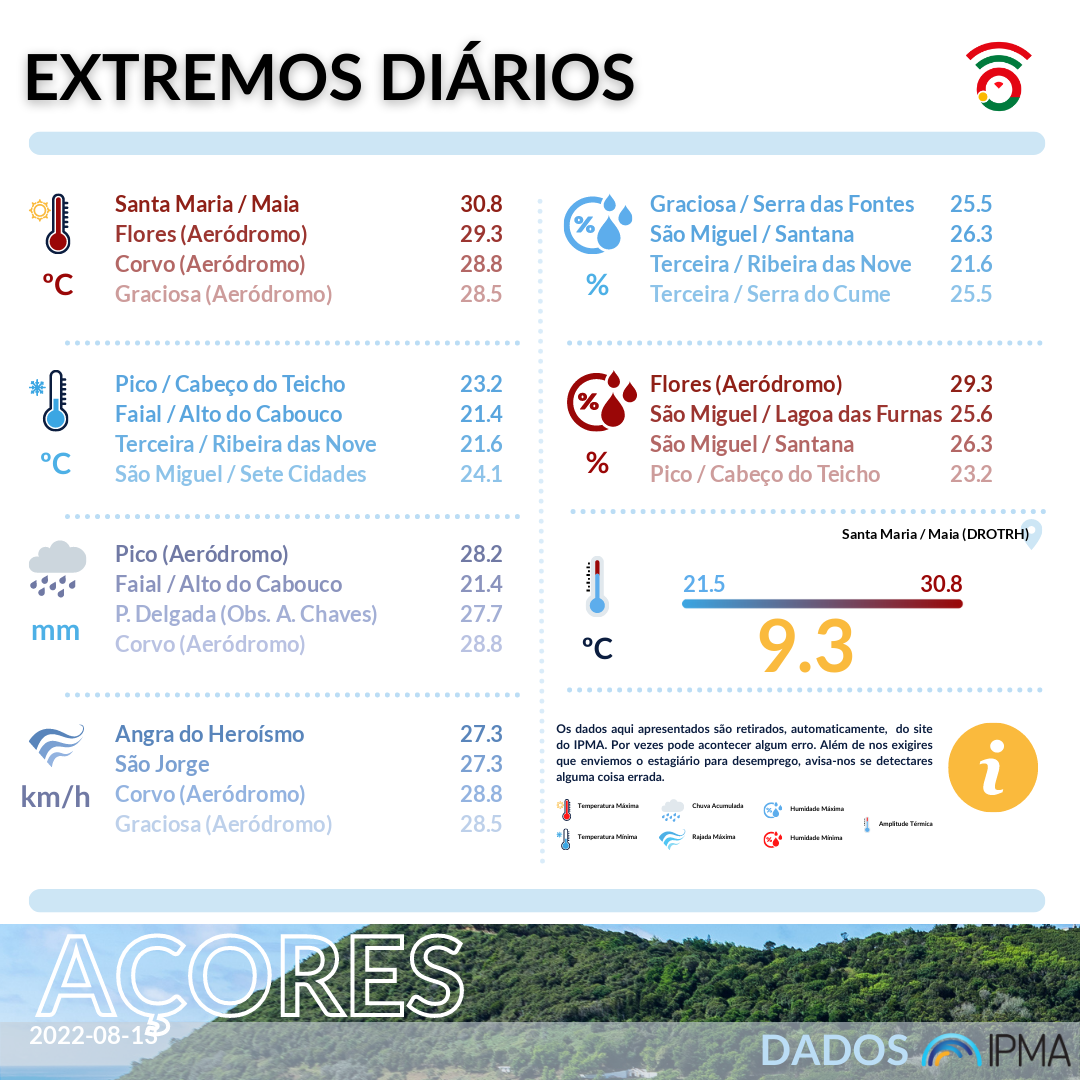 EXTREMOS DIÁRIOS
Santa Maria / Maia 30.8
Flores (Aeródromo) 29.3
Corvo (Aeródromo) 28.8
Graciosa (Aeródromo) 28.5
ºC
Pico / Cabeço do Teicho 23.2
Faial / Alto do Cabouco 21.4
Terceira / Ribeira das Nove 21.6
São Miguel / Sete Cidades 24.1
ºC
Pico (Aeródromo) 28.2
Faial / Alto do Cabouco 21.4
P. Delgada (Obs. A. Chaves) 27.7
Corvo (Aeródromo) 28.8
mm
Angra do Heroísmo 27.3
São Jorge 27.3
Corvo (Aeródromo) 28.8
Graciosa (Aeródromo) 28.5
km/h
%
Graciosa / Serra das Fontes 25.5
São Miguel / Santana 26.3
Terceira / Ribeira das Nove 21.6
Terceira / Serra do Cume 25.5
%
%
Flores (Aeródromo) 29.3
São Miguel / Lagoa das Furnas 25.6
São Miguel / Santana 26.3
Pico / Cabeço do Teicho 23.2
%
Santa Maria / Maia (DROTRH)
21.5 30.8
9.3
ºC
Os dados aqui apresentados são retirados, automaticamente, do site
do IPMA. Por vezes pode acontecer algum erro. Além de nos exigires
que enviemos o estagiário para desemprego, avisa-nos se detectares
alguma coisa errada.
i
Temperatura Máxima Chuva Acumulada Humidade Máxima
Amplitude Térmica
Temperatura Mínima Rajada Máxima Humidade Mínima
AÇORES
2022-08-15
DADOS IPMA